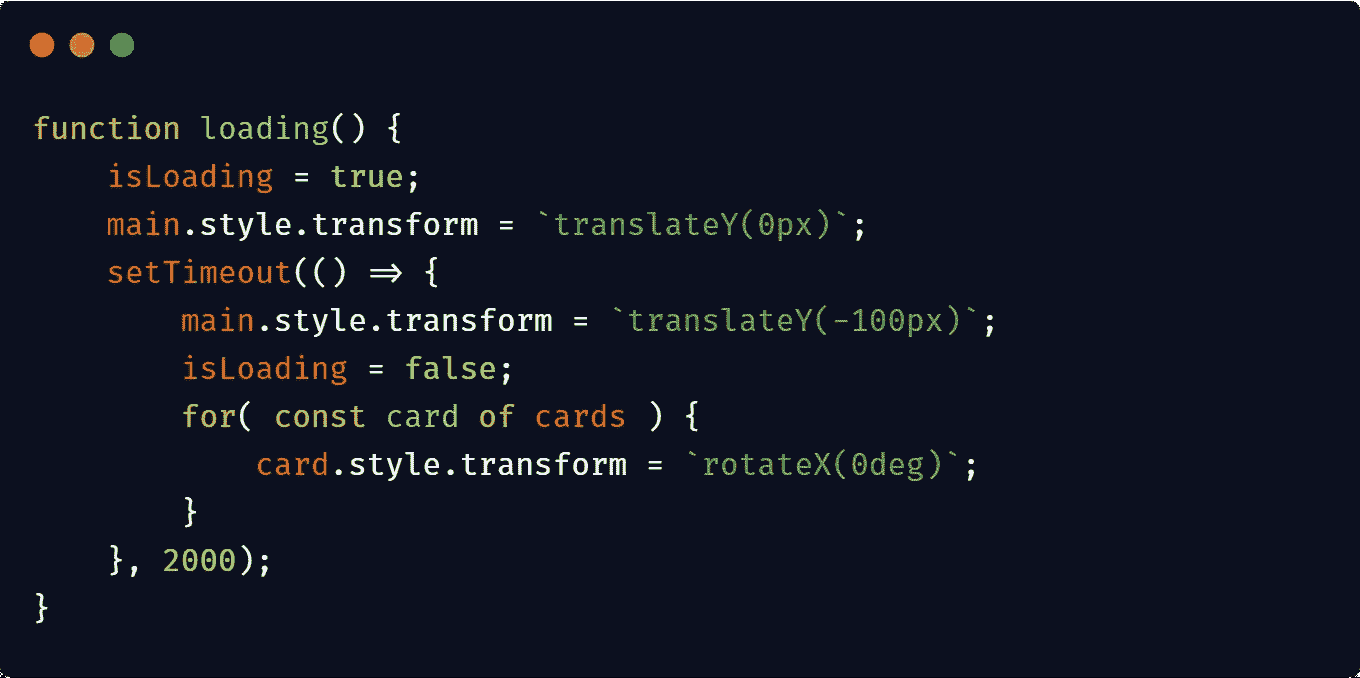 function loading() {
    isLoading = true;
    main.style.transform = `translateY(0px)`;
    setTimeout(() => {
        main.style.transform = `translateY(-100px)`;
        isLoading = false;
        for( const card of cards ) {
            card.style.transform = `rotateX(0deg)`;
        }
    }, 2000);
}